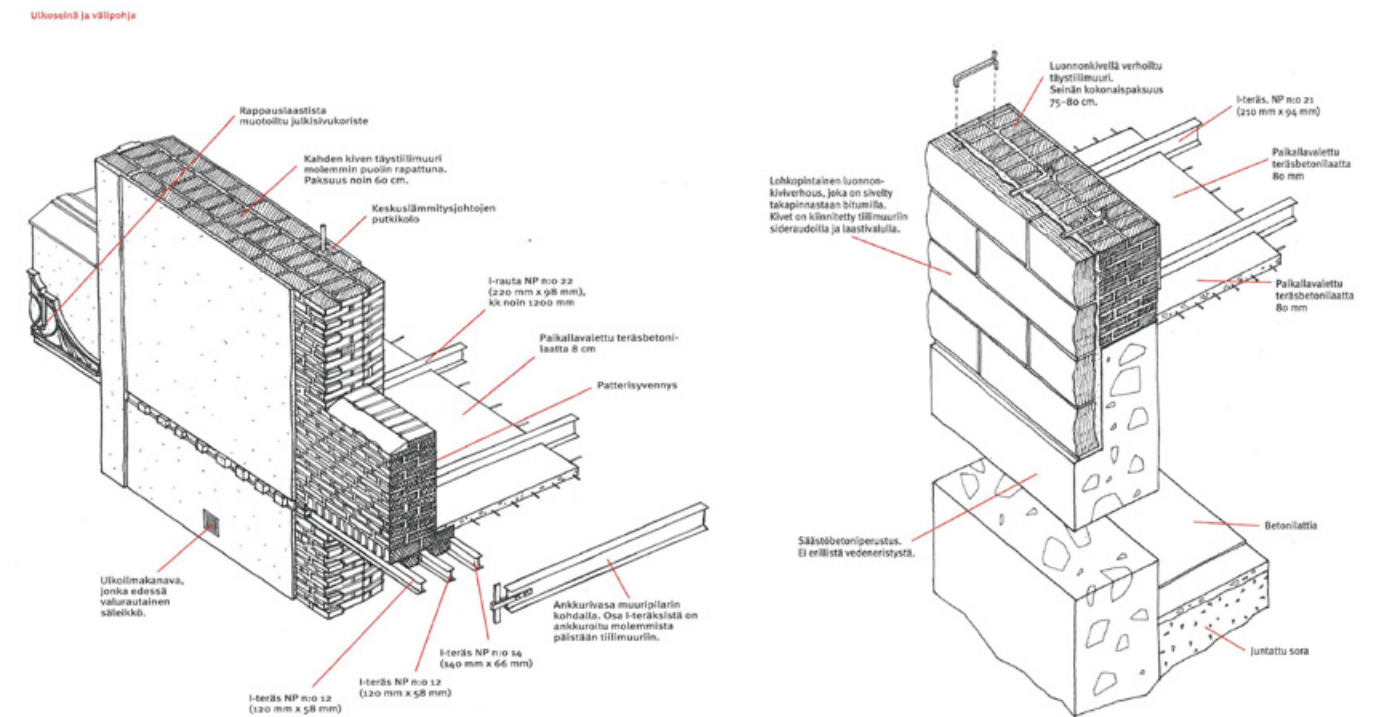 Ulkoseinä ja välipohja
Rappauslaastista
muotoiltu julkisivukoriste
Kahden kiven täystiilimuuri
molemmin puolin rapattuna.
Paksuus noin 60 cm.
Keskuslämmitysjohtojen
putkikolo
I-rauta NP n:o 22
(220 mm x 98 mm),
kk noin 1200 mm
Paikallavalettu teräsbetoni-
laatta 8 cm
Patterisyvennys
Ulkoilmakanava,
jonka edessä
valurautainen
säleikkö.
Ankkurivasa muuripilarin
kohdalla. Osa I-teräksistä on
ankkuroitu molemmista
päistään tiilimuuriin.
I-teräs NP n:o 14
(140 mm x 66 mm)
I-teräs NP n:o 12
(120 mm x 58 mm)
I-teräs NP n:o 12
(120 mm x 58 mm)
Luonnonkivellä verhoiltu
täystiilimuuri.
Seinän kokonaispaksuus
75–80 cm.
I-teräs, NP n:o 21
(210 mm x 94 mm)
Paikallavalettu
teräsbetonilaatta
80 mm
Lohkopintainen luonnon-
kiviverhous, joka on sivelty
takapinnastaan bitumilla.
Kivet on kiinnitetty tiilimuuriin
sideraudoilla ja laastivalulla.
Paikallavalettu
teräsbetonilaatta
80 mm
Säästöbetoniperustus.
Ei erillistä vedeneristystä.
Betonilattia
Juntattu sora